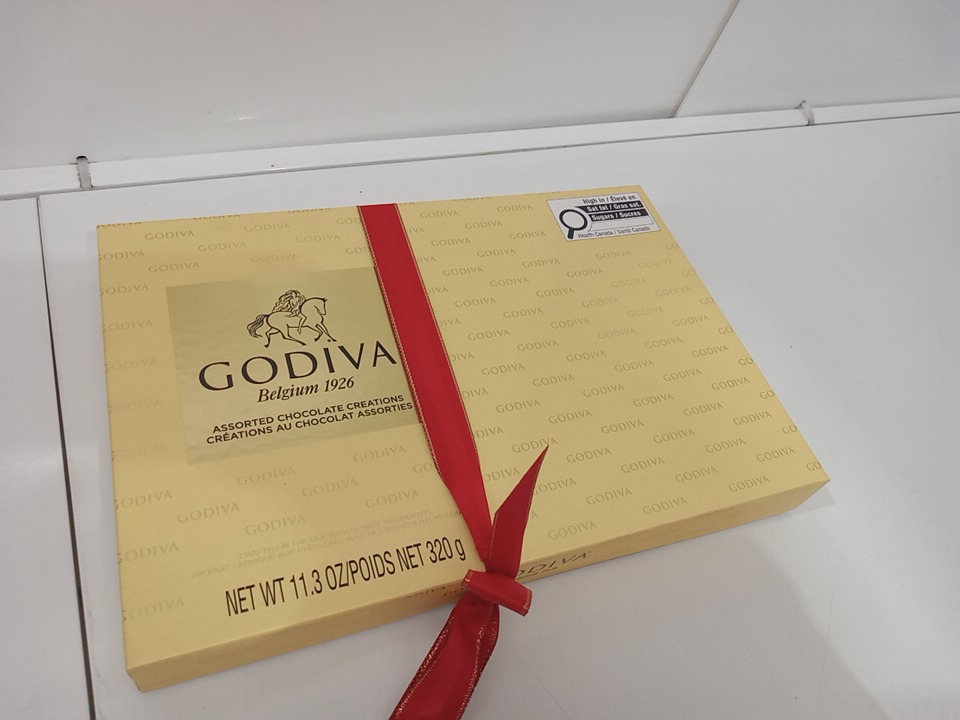 High in / Élevé en
Sat fat / Gras sat.
Sugars / Sucres
Health Canada / Santé Canada
GODIVA
Belgium 1926
ASSORTED CHOCOLATE CREATIONS
CRÉATIONS AU CHOCOLAT ASSORTIES
NET WT 11.3 OZ/POIDS NET 320 g
GODIVA